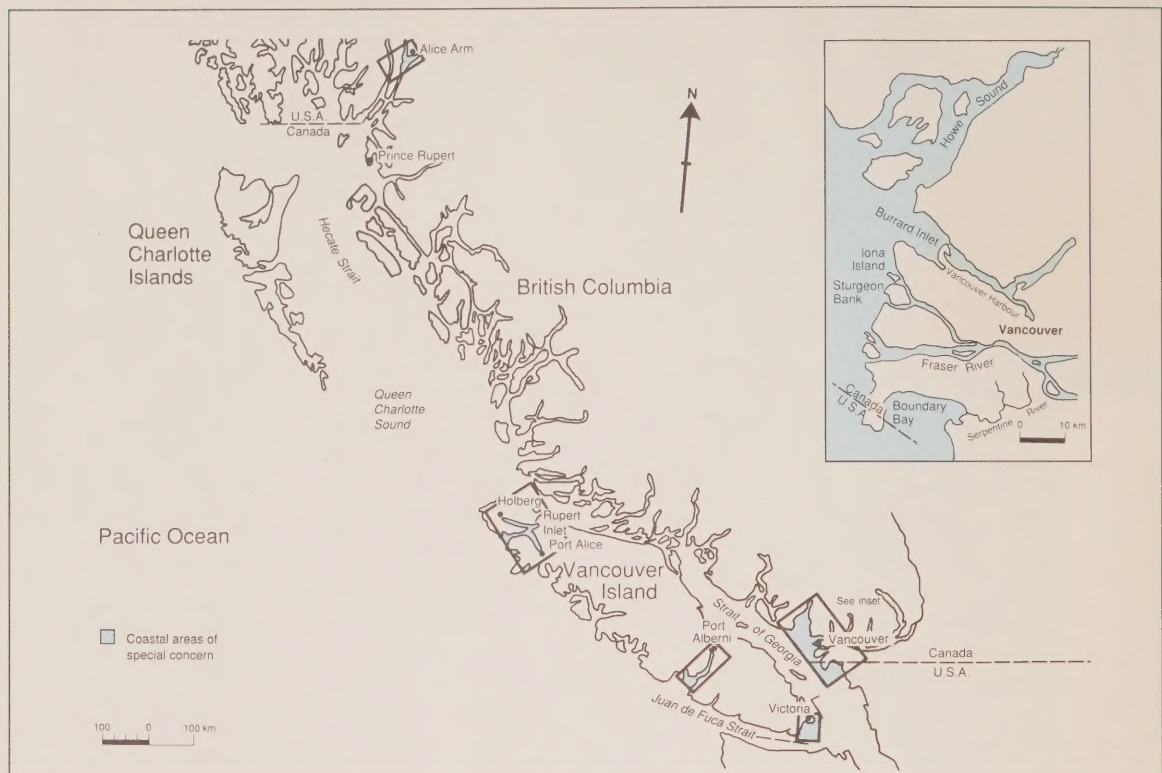 Alice Arm
U.S.A.
Canada
Prince Rupert
N
Queen
Charlotte
Islands
Hecate Strait
British Columbia
Queen
Charlotte
Sound
Pacific Ocean
Holberg
Rupert
Inlet
Port Alice
Vancouver
Island
Strait of Georgia
Port
Alberni
See inset
Vancouver
Canada
U.S.A.
Victoria
Juan de Fuca Strait
Coastal areas of
special concern
100 0 100 km
Howe Sound
Burrard Inlet
Iona
Island
Vancouver Harbour
Sturgeon
Bank
Vancouver
Fraser River
Canada
U.S.A.
Boundary
Bay
Serpentine River
0 10 km